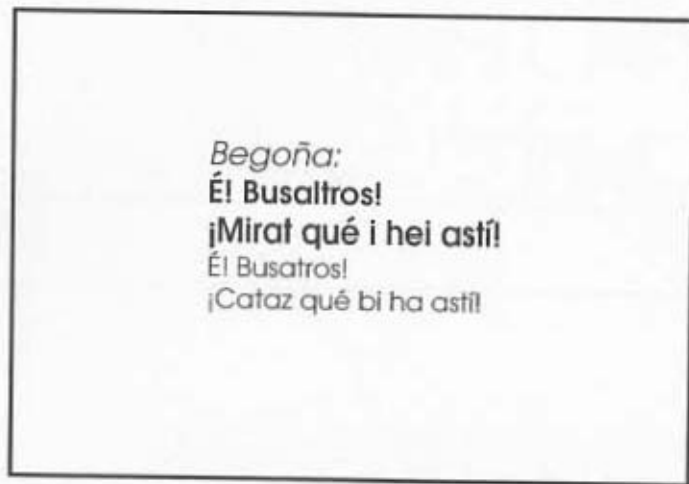 Begoña:
É! Busaltros!
¡Mirat qué i hei astí!
É! Busatros!
¡Cataz qué bi ha astí!